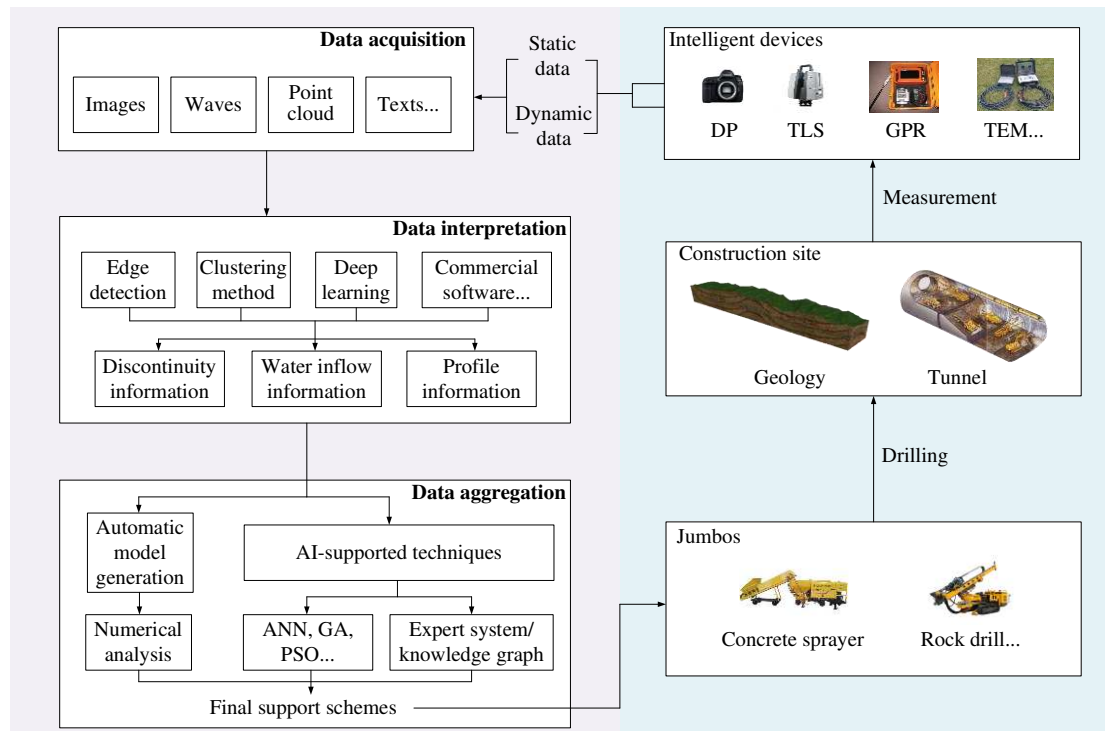 Data acquisition
Images
Waves
Point
cloud
Texts...
Static
data
Dynamic
data
Intelligent devices
DP
TLS
GPR
TEM...
Measurement
Data interpretation
Edge
detection
Clustering
method
Deep
learning
Commercial
software...
Discontinuity
information
Water inflow
information
Profile
information
Construction site
Geology
Tunnel
Drilling
Data aggregation
Automatic
model
generation
AI-supported techniques
Numerical
analysis
ANN, GA,
PSO...
Expert system/
knowledge graph
Final support schemes
Jumbos
Concrete sprayer
Rock drill...